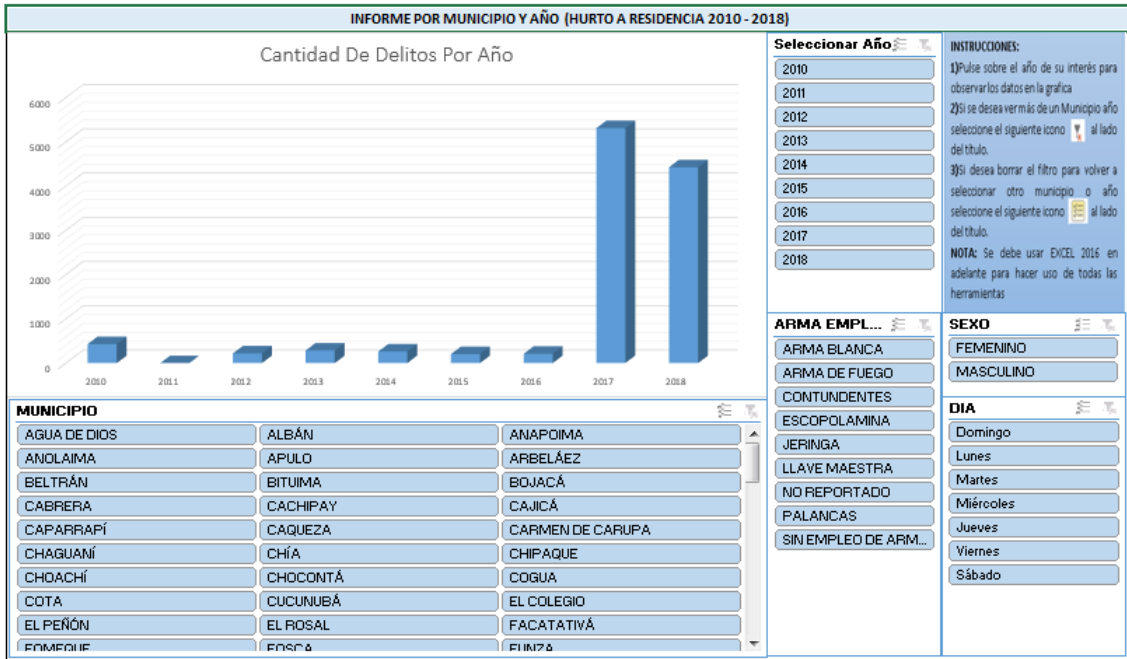 INFORME POR MUNICIPIO Y AÑO (HURTO A RESIDENCIA 2010 - 2018)
Cantidad De Delitos Por Año
6000
5000
4000
3000
2000
1000
0
2010 2011 2012 2013 2014 2015 2016 2017 2018
Seleccionar Año
2010
2011
2012
2013
2014
2015
2016
2017
2018
INSTRUCCIONES:
1)Pulse sobre el año de su interés para
observar los datos en la grafica
2)Si se desea ver más de un Municipio año
seleccione el siguiente icono al lado
del título.
3)Si desea borrar el filtro para volver a
seleccionar otro municipio o año
seleccione el siguiente icono al lado
del título.
NOTA: Se debe usar EXCEL 2016 en
adelante para hacer uso de todas las
herramientas
ARMA EMPL...
ARMA BLANCA
ARMA DE FUEGO
CONTUNDENTES
ESCOPOLAMINA
JERINGA
LLAVE MAESTRA
NO REPORTADO
PALANCAS
SIN EMPLEO DE ARM...
SEXO
FEMENINO
MASCULINO
DIA
Domingo
Lunes
Martes
Miércoles
Jueves
Viernes
Sábado
MUNICIPIO
AGUA DE DIOS ALBÁN ANAPOIMA
ANOLAIMA APULO ARBELÁEZ
BELTRÁN BITUIMA BOJACÁ
CABRERA CACHIPAY CAJICÁ
CAPARRAPÍ CAQUEZA CARMEN DE CARUPA
CHAGUANÍ CHÍA CHIPAQUE
CHOACHÍ CHOCONTÁ COGUA
COTA CUCUNUBÁ EL COLEGIO
EL PEÑÓN EL ROSAL FACATATIVÁ
FOMEQUE FOSCA FUNZA